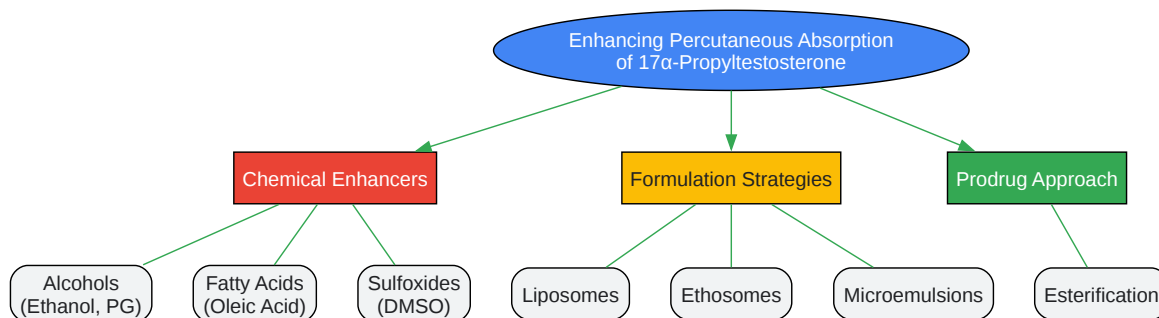 Enhancing Percutaneous Absorption
of 17α-Propyltestosterone
Chemical Enhancers
Formulation Strategies
Prodrug Approach
Alcohols
(Ethanol, PG)
Fatty Acids
(Oleic Acid)
Sulfoxides
(DMSO)
Liposomes
Ethosomes
Microemulsions
Esterification